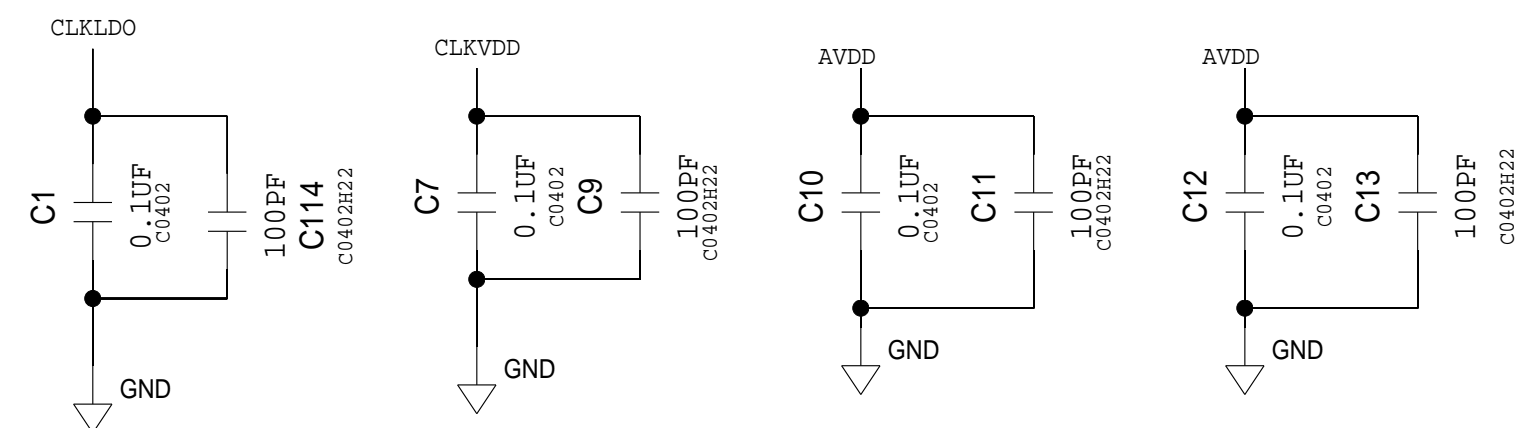 CLKLDO
C1
0.1UF
C0402
100PF
C114
C0402H22
GND
CLKVDD
C7
0.1UF
C0402
C9
100PF
C0402H22
GND
AVDD
C10
0.1UF
C0402
C11
100PF
C0402H22
GND
AVDD
C12
0.1UF
C0402
C13
100PF
C0402H22
GND